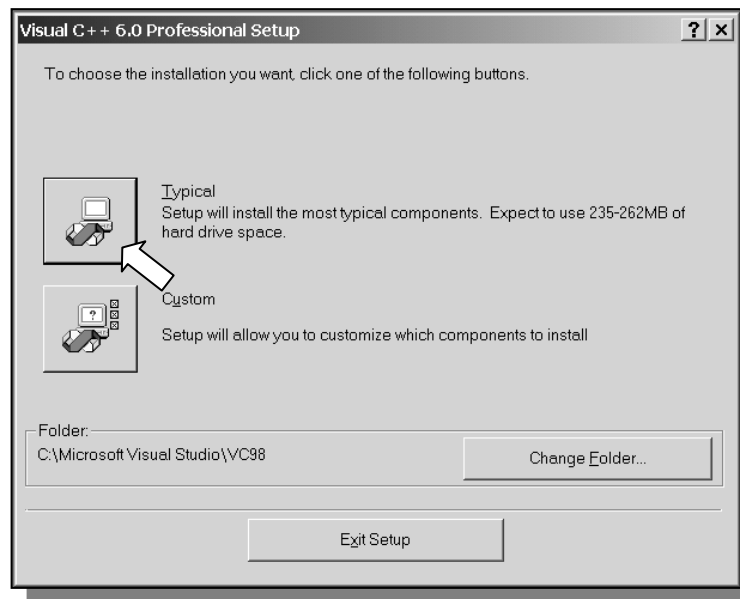 Visual C++ 6.0 Professional Setup
? x
To choose the installation you want, click one of the following buttons.
Typical
Setup will install the most typical components. Expect to use 235-262MB of
hard drive space.
?
Custom
Setup will allow you to customize which components to install
Folder:
C:\Microsoft Visual Studio\VC98
Change Folder...
Exit Setup